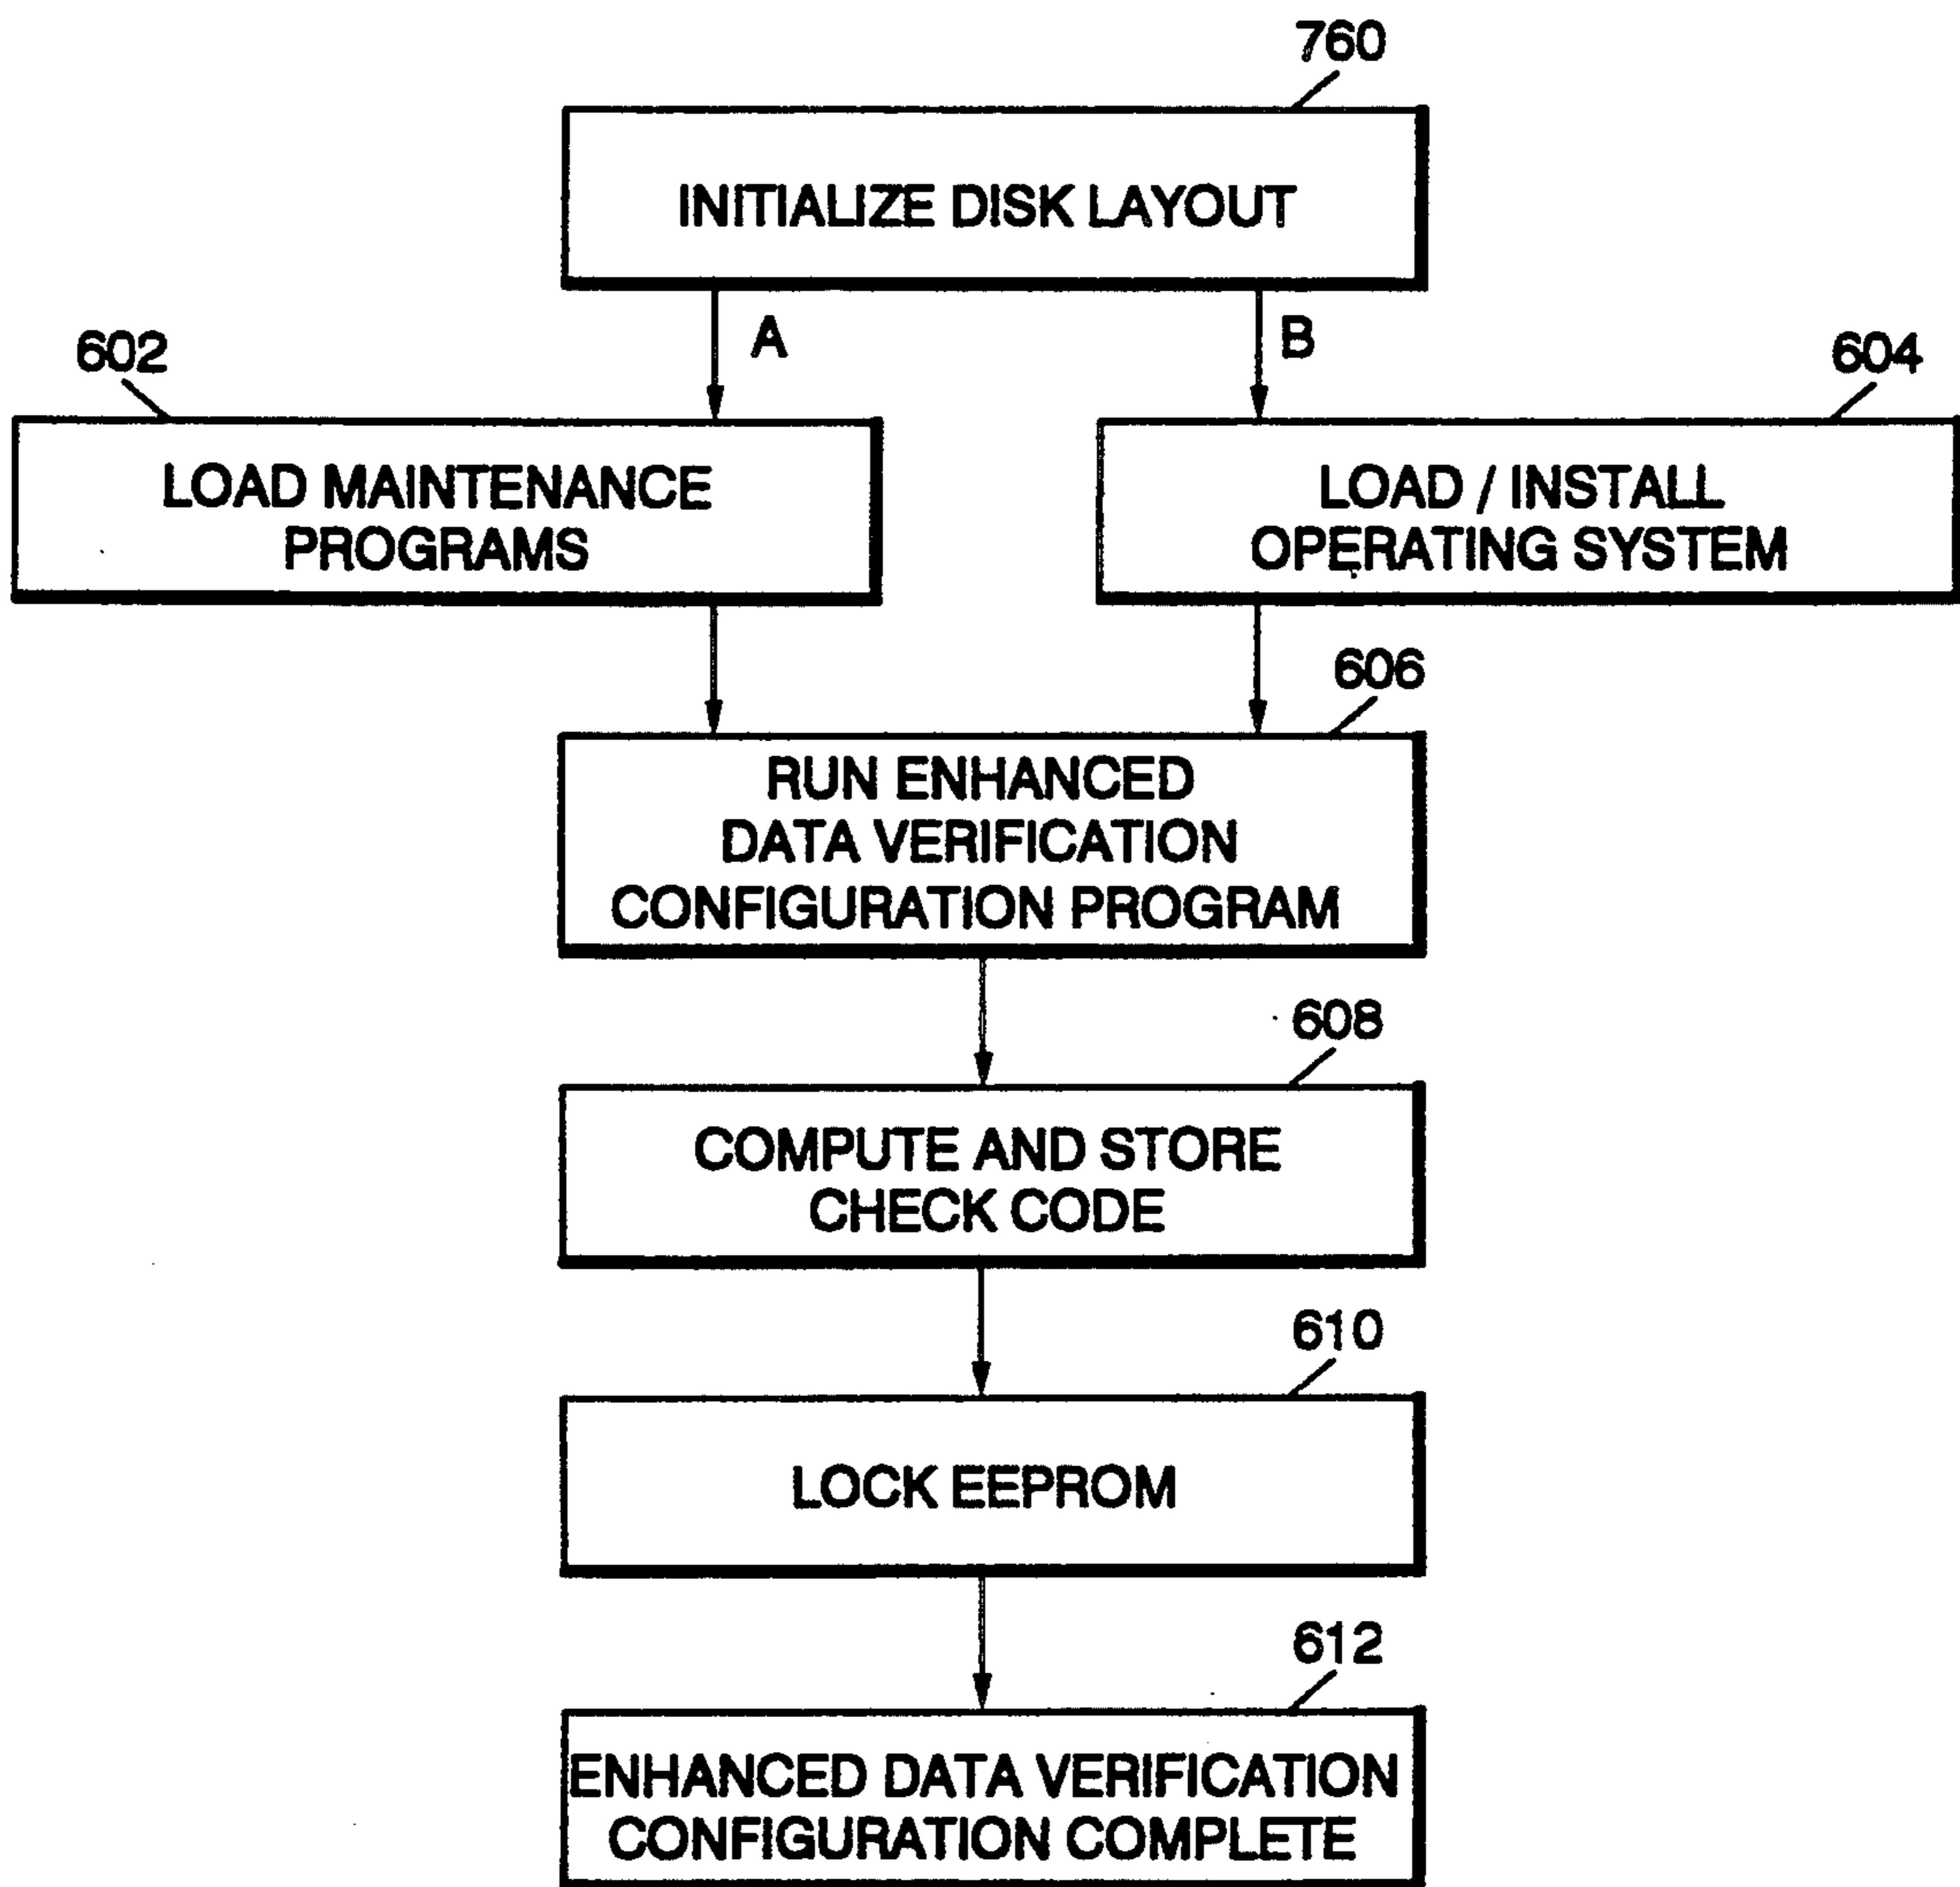 760
INITIALIZE DISK LAYOUT
A
B
602
604
LOAD MAINTENANCE
PROGRAMS
LOAD / INSTALL
OPERATING SYSTEM
606
RUN ENHANCED
DATA VERIFICATION
CONFIGURATION PROGRAM
608
COMPUTE AND STORE
CHECK CODE
610
LOCK EEPROM
612
ENHANCED DATA VERIFICATION
CONFIGURATION COMPLETE